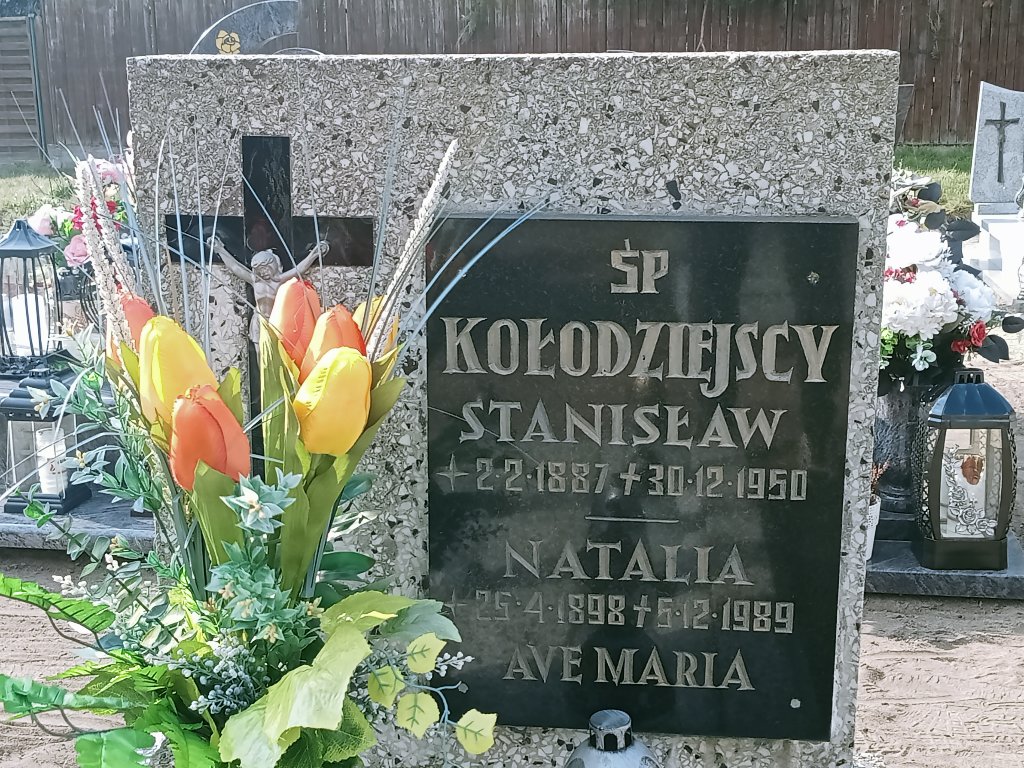 ŚP
KOŁODZIEJSCY
STANISŁAW
2·2·1887 ✝30·12·1950
NATALIA
25·4·1898 ✝5·12·1989
AVE MARIA